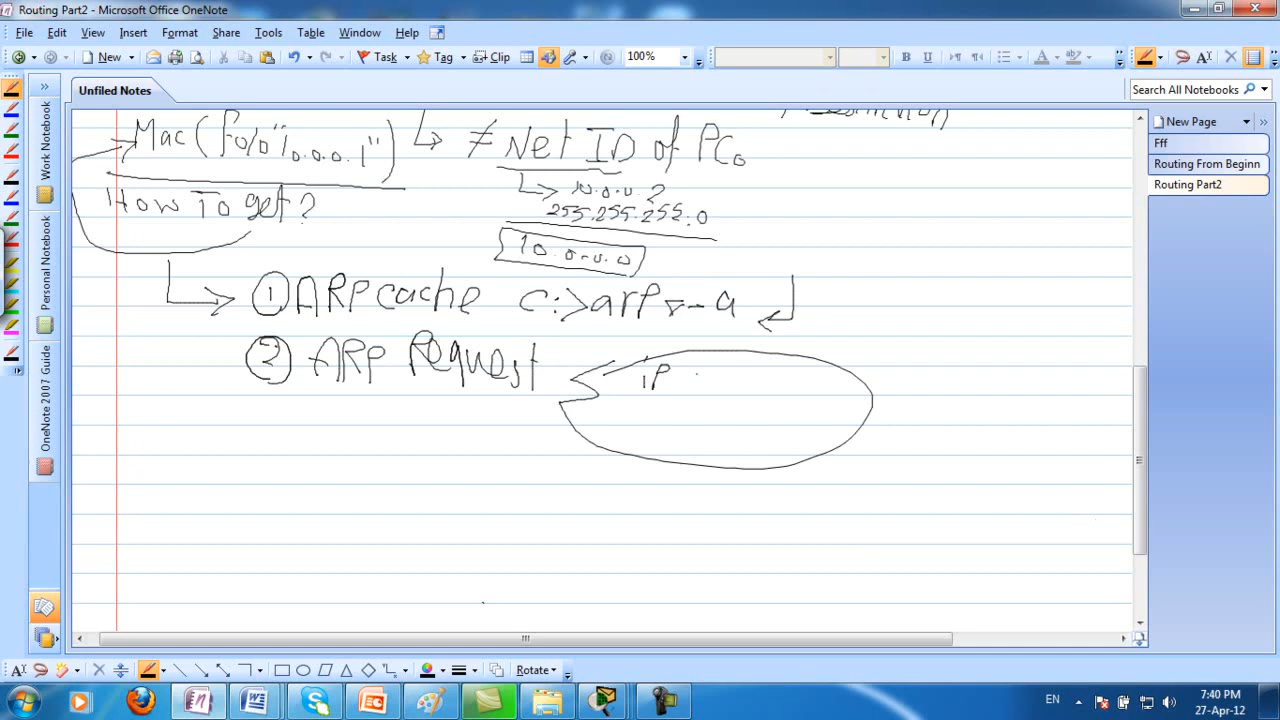 Routing Part2 - Microsoft Office OneNote
File Edit View Insert Format Share Tools Table Window Help
New Task Tag Clip 100% B U A ab
Unfiled Notes
Search All Notebooks
New Page
Fff
Routing From Beginn
Routing Part2
Work Notebook
Personal Notebook
OneNote 2007 Guide
Mac ( f0/0 "10.0.0.1" ) ≠ Net ID of PC0
How To get?
10.0.0.2
255.255.255.0
10.0.0.0
① ARP cache c:> arp -a
② ARP Request
IP
Rotate
EN
7:40 PM
27-Apr-12